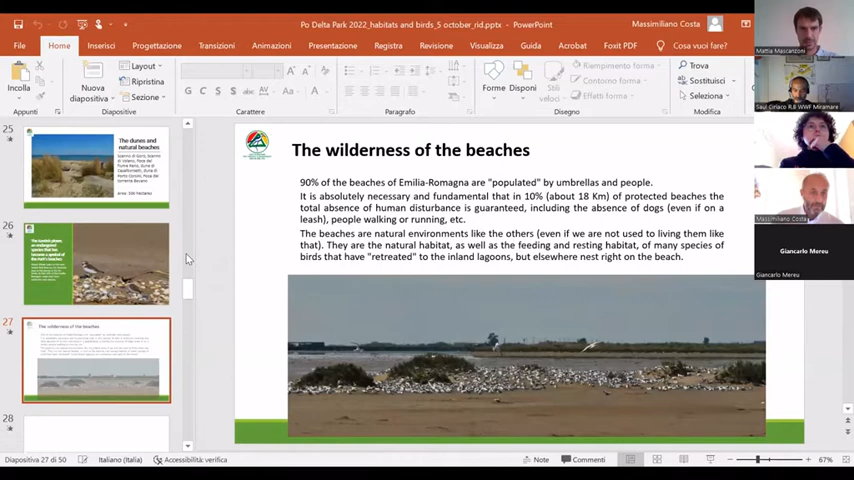 Po Delta Park 2022_habitats and birds_5 october_rid.pptx - PowerPoint
Massimiliano Costa
File Home Inserisci Progettazione Transizioni Animazioni Presentazione Registra Revisione Visualizza Guida Acrobat Foxit PDF Cosa vuoi fare?
Incolla
Nuova diapositiva
Layout
Ripristina
Sezione
G C S
Forme
Disponi
Stili veloci
Riempimento forma
Contorno forma
Effetti forma
Trova
Sostituisci
Seleziona
Appunti Diapositive Carattere Paragrafo Disegno Modifica
25
The dunes and natural beaches
26
27
The wilderness of the beaches
28
The wilderness of the beaches
90% of the beaches of Emilia-Romagna are "populated" by umbrellas and people.
It is absolutely necessary and fundamental that in 10% (about 18 Km) of protected beaches the
total absence of human disturbance is guaranteed, including the absence of dogs (even if on a
leash), people walking or running, etc.
The beaches are natural environments like the others (even if we are not used to living them like
that). They are the natural habitat, as well as the feeding and resting habitat, of many species of
birds that have "retreated" to the inland lagoons, but elsewhere nest right on the beach.
Mattia Mascanzoni
Saul Ciriaco R.B WWF Miramare
Massimiliano Costa
Giancarlo Mereu
Giancarlo Mereu
Diapositiva 27 di 50 Italiano (Italia) Accessibilità: verifica Note Commenti 67%